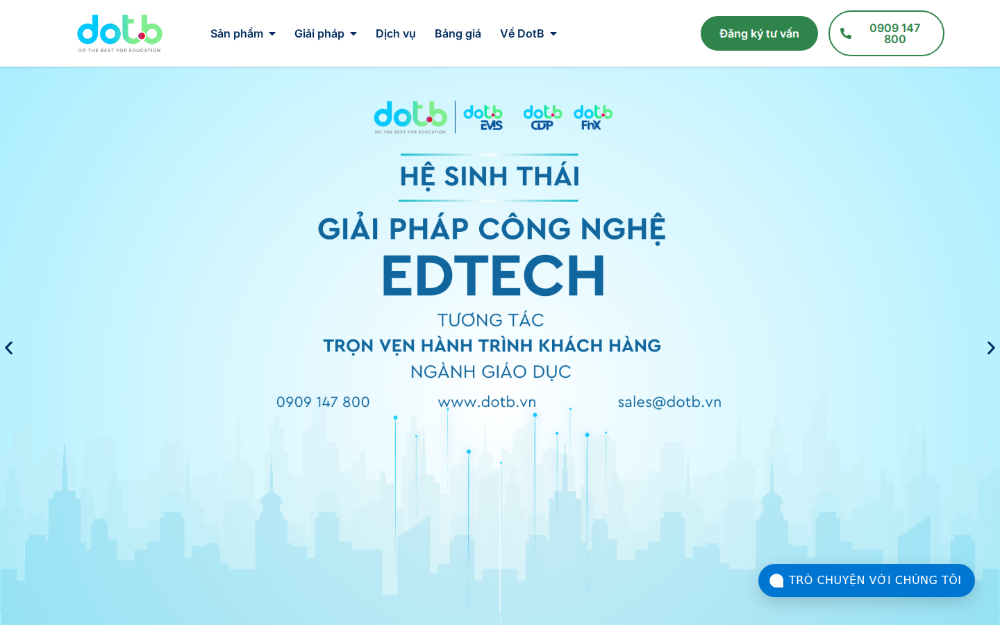 dotb
DO THE BEST FOR EDUCATION
Sản phẩm
Giải pháp
Dịch vụ
Bảng giá
Về DotB
Đăng ký tư vấn
0909 147
800
dotb
DO THE BEST FOR EDUCATION
dotb
EMS
dotb
CDP
dotb
FnX
HỆ SINH THÁI
GIẢI PHÁP CÔNG NGHỆ
EDTECH
TƯƠNG TÁC
TRỌN VẸN HÀNH TRÌNH KHÁCH HÀNG
NGÀNH GIÁO DỤC
0909 147 800
www.dotb.vn
sales@dotb.vn
TRÒ CHUYỆN VỚI CHÚNG TÔI